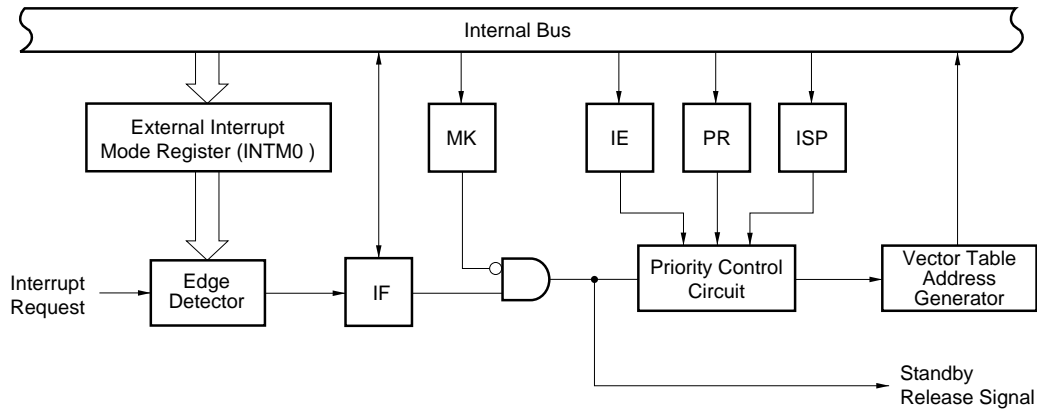 Internal Bus
External Interrupt
Mode Register (INTM0 )
MK
IE
PR
ISP
Interrupt
Request
Edge
Detector
IF
Priority Control
Circuit
Vector Table
Address
Generator
Standby
Release Signal